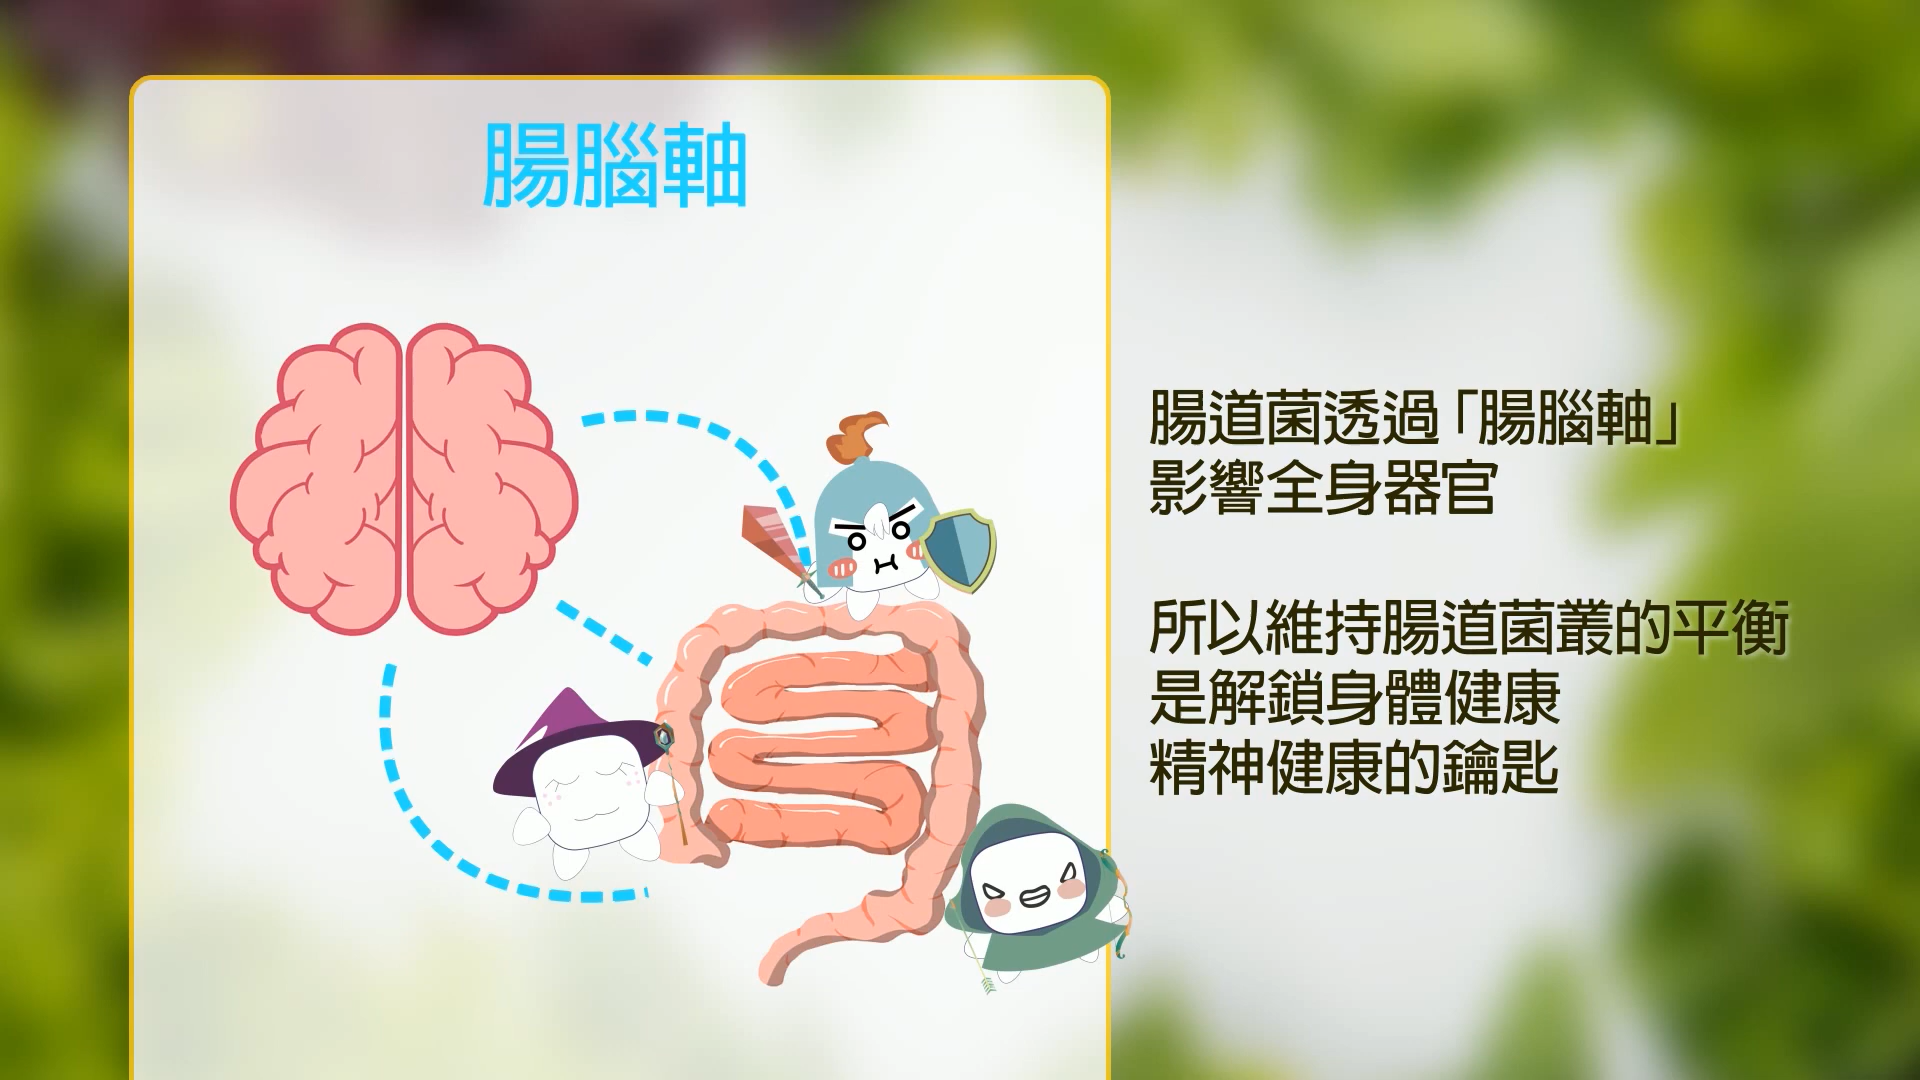 腸腦軸
腸道菌透過「腸腦軸」
影響全身器官
所以維持腸道菌叢的平衡
是解鎖身體健康
精神健康的鑰匙